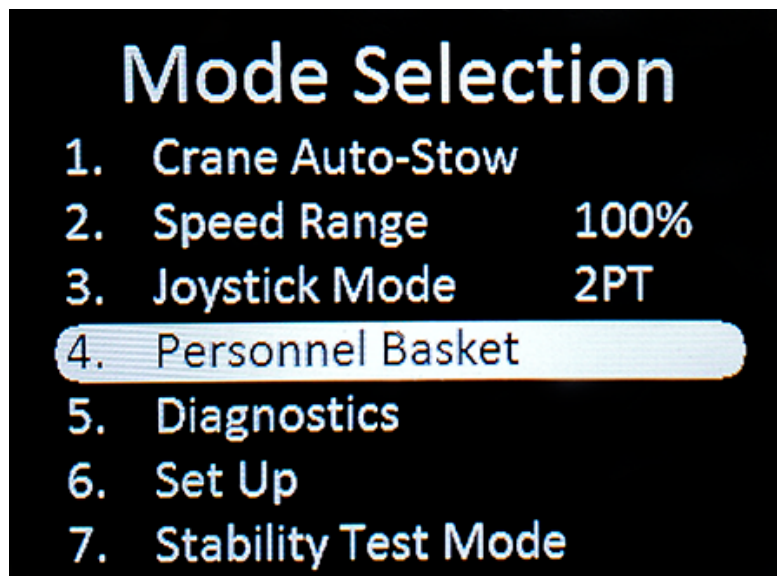 Mode Selection
1. Crane Auto-Stow
2. Speed Range 100%
3. Joystick Mode 2PT
4. Personnel Basket
5. Diagnostics
6. Set Up
7. Stability Test Mode